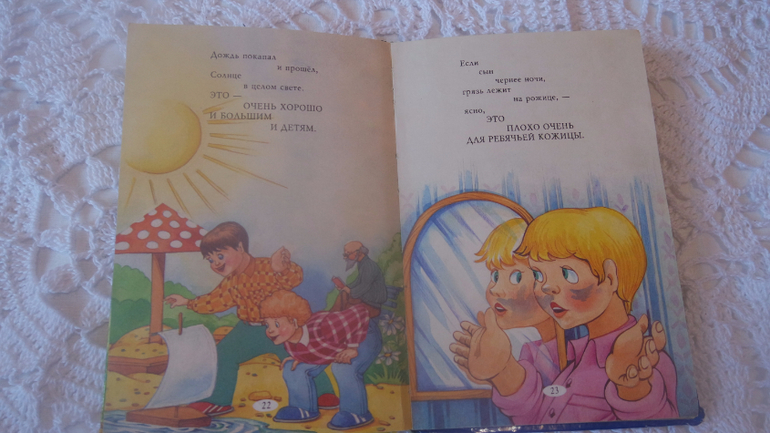 Дождь покапал
и прошёл,
Солнце
в целом свете.
ЭТО —
ОЧЕНЬ ХОРОШО
И БОЛЬШИМ
И ДЕТЯМ.
22
Если
сын
чернее ночи,
грязь лежит
на рожице, —
ясно,
ЭТО
ПЛОХО ОЧЕНЬ
ДЛЯ РЕБЯЧЬЕЙ КОЖИЦЫ.
23